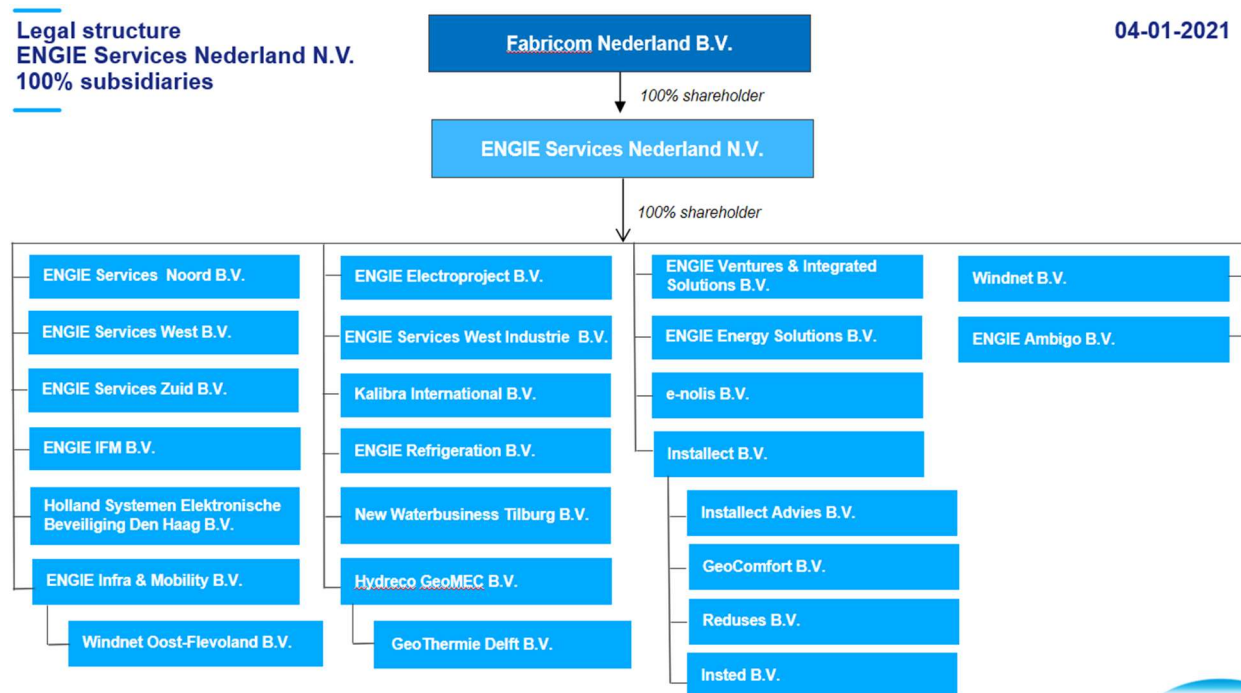 Legal structure
ENGIE Services Nederland N.V.
100% subsidiaries
04-01-2021
Fabricom Nederland B.V.
100% shareholder
ENGIE Services Nederland N.V.
100% shareholder
ENGIE Services Noord B.V.
ENGIE Services West B.V.
ENGIE Services Zuid B.V.
ENGIE IFM B.V.
Holland Systemen Elektronische
Beveiliging Den Haag B.V.
ENGIE Infra & Mobility B.V.
Windnet Oost-Flevoland B.V.
ENGIE Electroproject B.V.
ENGIE Services West Industrie B.V.
Kalibra International B.V.
ENGIE Refrigeration B.V.
New Waterbusiness Tilburg B.V.
Hydreco GeoMEC B.V.
GeoThermie Delft B.V.
ENGIE Ventures & Integrated
Solutions B.V.
ENGIE Energy Solutions B.V.
e-nolis B.V.
Installect B.V.
Installect Advies B.V.
GeoComfort B.V.
Reduses B.V.
Insted B.V.
Windnet B.V.
ENGIE Ambigo B.V.